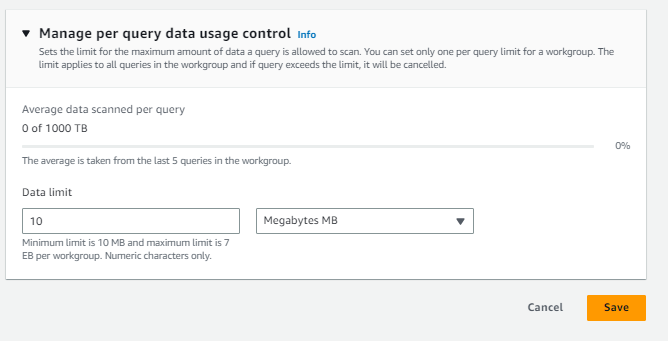 Manage per query data usage control Info
Sets the limit for the maximum amount of data a query is allowed to scan. You can set only one per query limit for a workgroup. The
limit applies to all queries in the workgroup and if query exceeds the limit, it will be cancelled.
Average data scanned per query
0 of 1000 TB
0%
The average is taken from the last 5 queries in the workgroup.
Data limit
10
Megabytes MB
Minimum limit is 10 MB and maximum limit is 7
EB per workgroup. Numeric characters only.
Cancel
Save